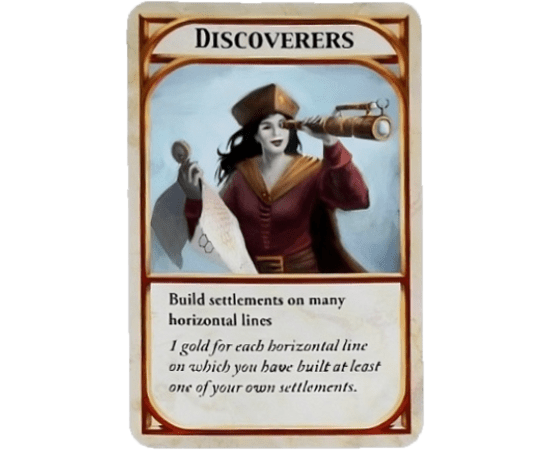 DISCOVERERS
Build settlements on many
horizontal lines
1 gold for each horizontal line
on which you have built at least
one of your own settlements.